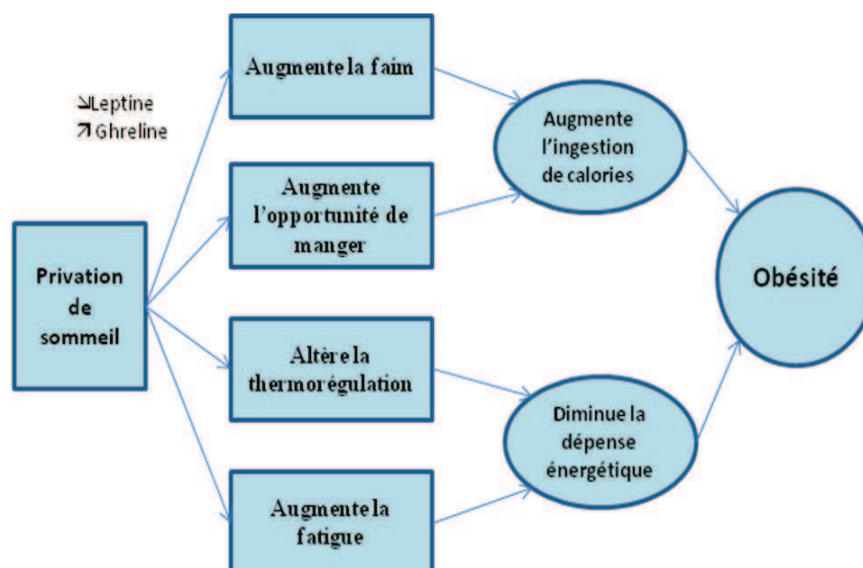 Augmente la faim
↘Leptine
↗ Ghreline
Augmente
l'ingestion
de calories
Augmente
l'opportunité de
manger
Privation
de
sommeil
Obésité
Altère la
thermorégulation
Diminue la
dépense
énergétique
Augmente la
fatigue